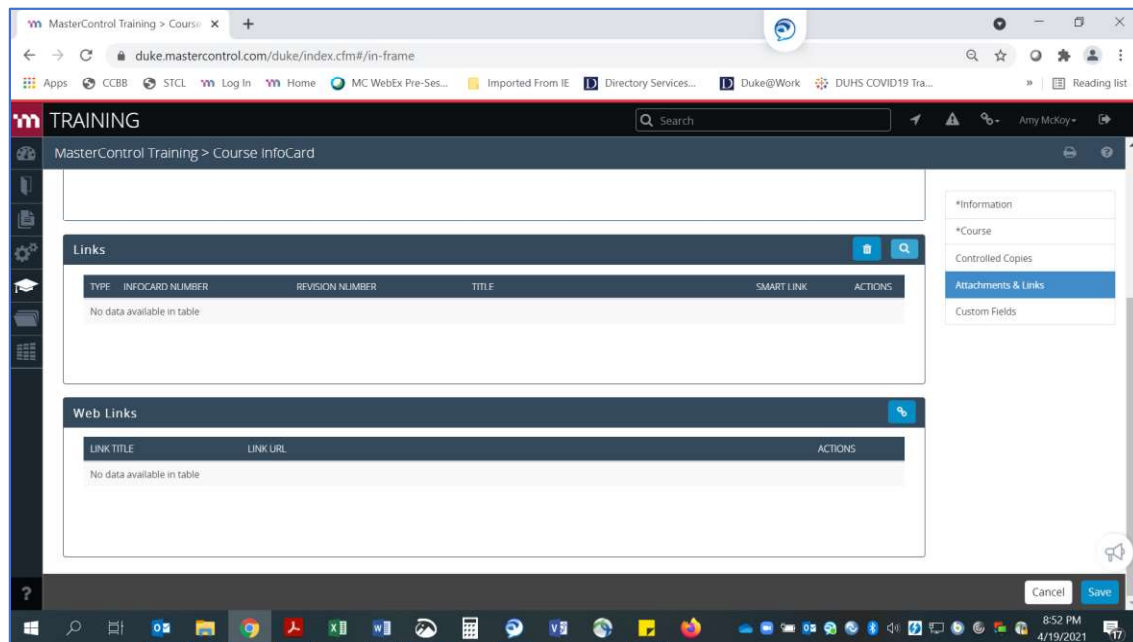 MasterControl Training > Course
duke.mastercontrol.com/duke/index.cfm#/in-frame
Apps CCBB STCL Log In Home MC WebEx Pre-Ses... Imported From IE Directory Services... Duke@Work DUHS COVID19 Tra... » Reading list
TRAINING Search Amy McKoy
MasterControl Training > Course InfoCard
*Information
*Course
Controlled Copies
Attachments & Links
Custom Fields
Links
TYPE INFOCARD NUMBER REVISION NUMBER TITLE SMART LINK ACTIONS
No data available in table
Web Links
LINK TITLE LINK URL ACTIONS
No data available in table
? Cancel Save
8:52 PM
4/19/2021
17